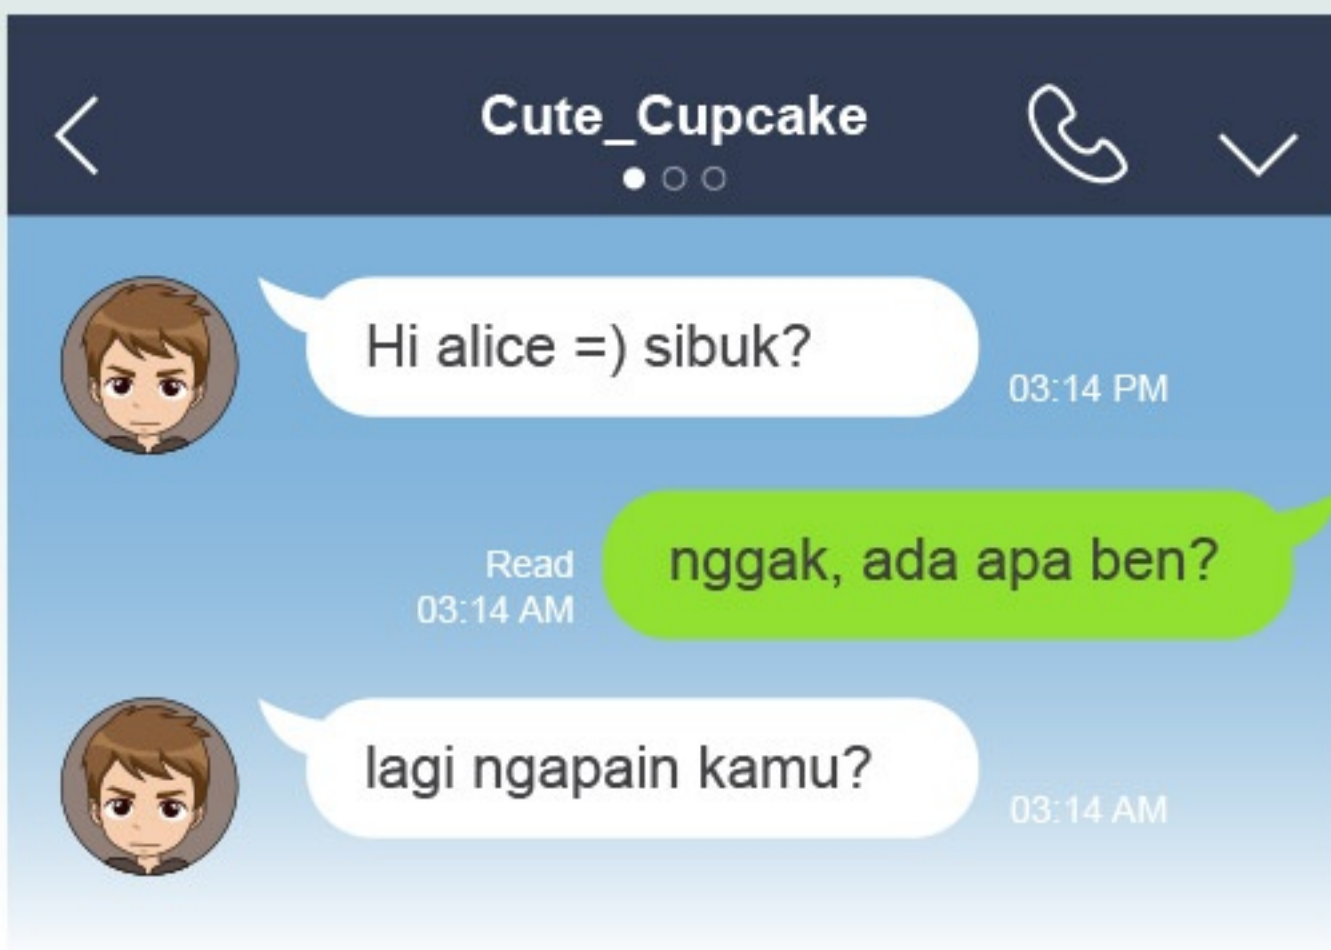 Cute_Cupcake
Hi alice =) sibuk?
03:14 PM
nggak, ada apa ben?
Read
03:14 AM
lagi ngapain kamu?
03:14 AM